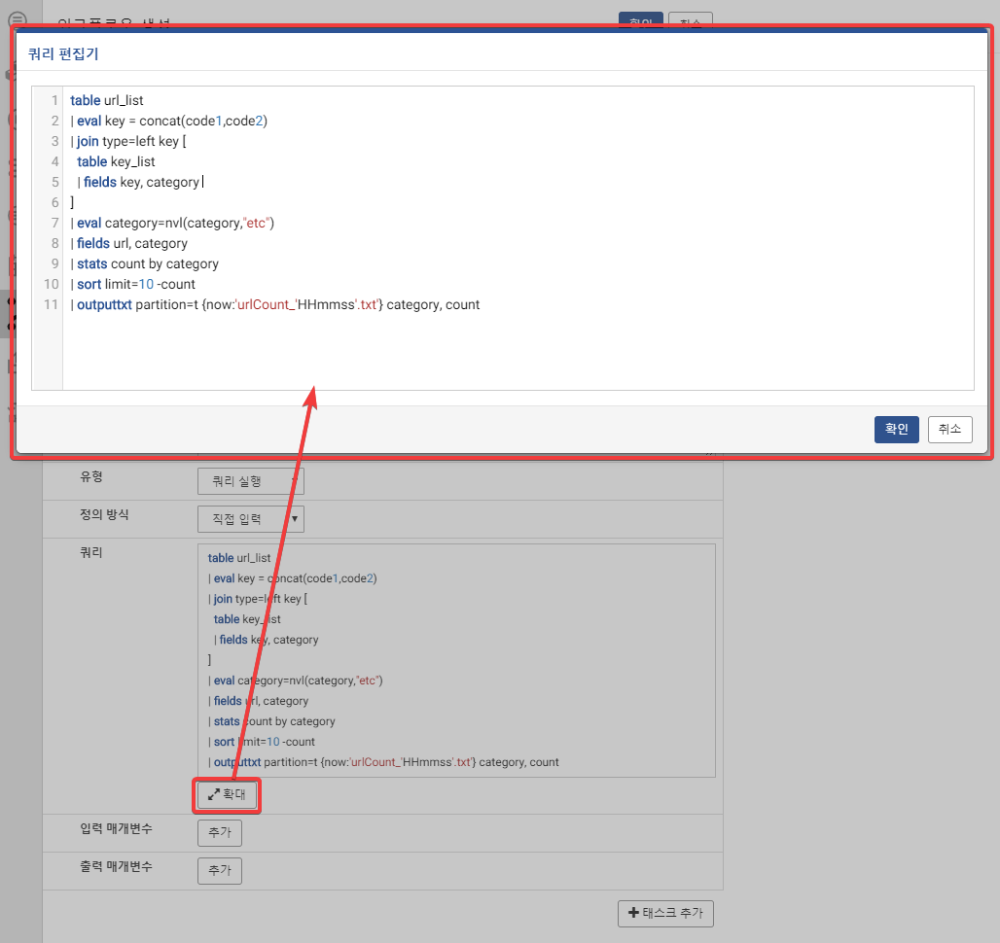 확인
취소
쿼리 편집기
1 table url_list
2 | eval key = concat(code1,code2)
3 | join type=left key [
4 table key_list
5 | fields key, category
6 ]
7 | eval category=nvl(category,"etc")
8 | fields url, category
9 | stats count by category
10 | sort limit=10 -count
11 | outputtxt partition=t {now:'urlCount_'HHmmss'.txt'} category, count
확인
취소
유형
쿼리 실행
정의 방식
직접 입력
쿼리
table url_list
| eval key = concat(code1,code2)
| join type=left key [
table key_list
| fields key, category
]
| eval category=nvl(category,"etc")
| fields url, category
| stats count by category
| sort limit=10 -count
| outputtxt partition=t {now:'urlCount_'HHmmss'.txt'} category, count
확대
입력 매개변수
추가
출력 매개변수
추가
태스크 추가